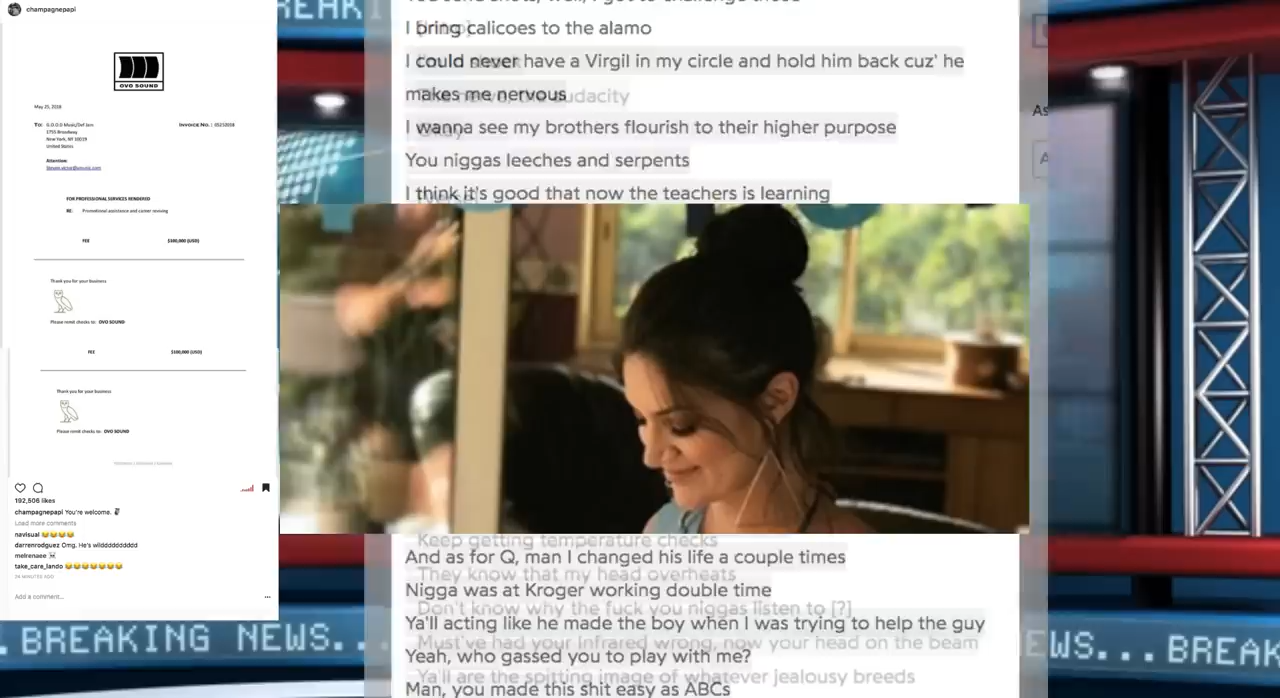 champagnepapi
OVO SOUND
May 25, 2018
TO: G.O.O.D Music/Def Jam
INVOICE No.: 05252018
1755 Broadway
New York, NY 10019
United States
Attention:
FOR PROFESSIONAL SERVICES RENDERED
RE: Promotional assistance and career reviving
FEE $100,000 (USD)
Thank you for your business
Please remit checks to: OVO SOUND
FEE $100,000 (USD)
Thank you for your business
Please remit checks to: OVO SOUND
192,506 likes
champagnepapi You're welcome.
Load more comments
navisual
darrenrodguez Omg. He's wildddddddddd
melrenaee
take_care_lando
24 MINUTES AGO
Add a comment...
I bring calicoes to the alamo
I could never have a Virgil in my circle and hold him back cuz' he
makes me nervous
audacity
I wanna see my brothers flourish to their higher purpose
You niggas leeches and serpents
I think it's good that now the teachers is learning
Keep getting temperature checks
And as for Q, man I changed his life a couple times
They know that my head overheats
Nigga was at Kroger working double time
Don't know why the fuck you niggas listen to [?]
Ya'll acting like he made the boy when I was trying to help the guy
Must've had your Infrared wrong, now your head on the beam
Yeah, who gassed you to play with me?
Ya'll are the spitting image of whatever jealousy breeds
Man, you made this shit easy as ABCs
BREAKING NEWS...
EWS... BREAK
REAK
As